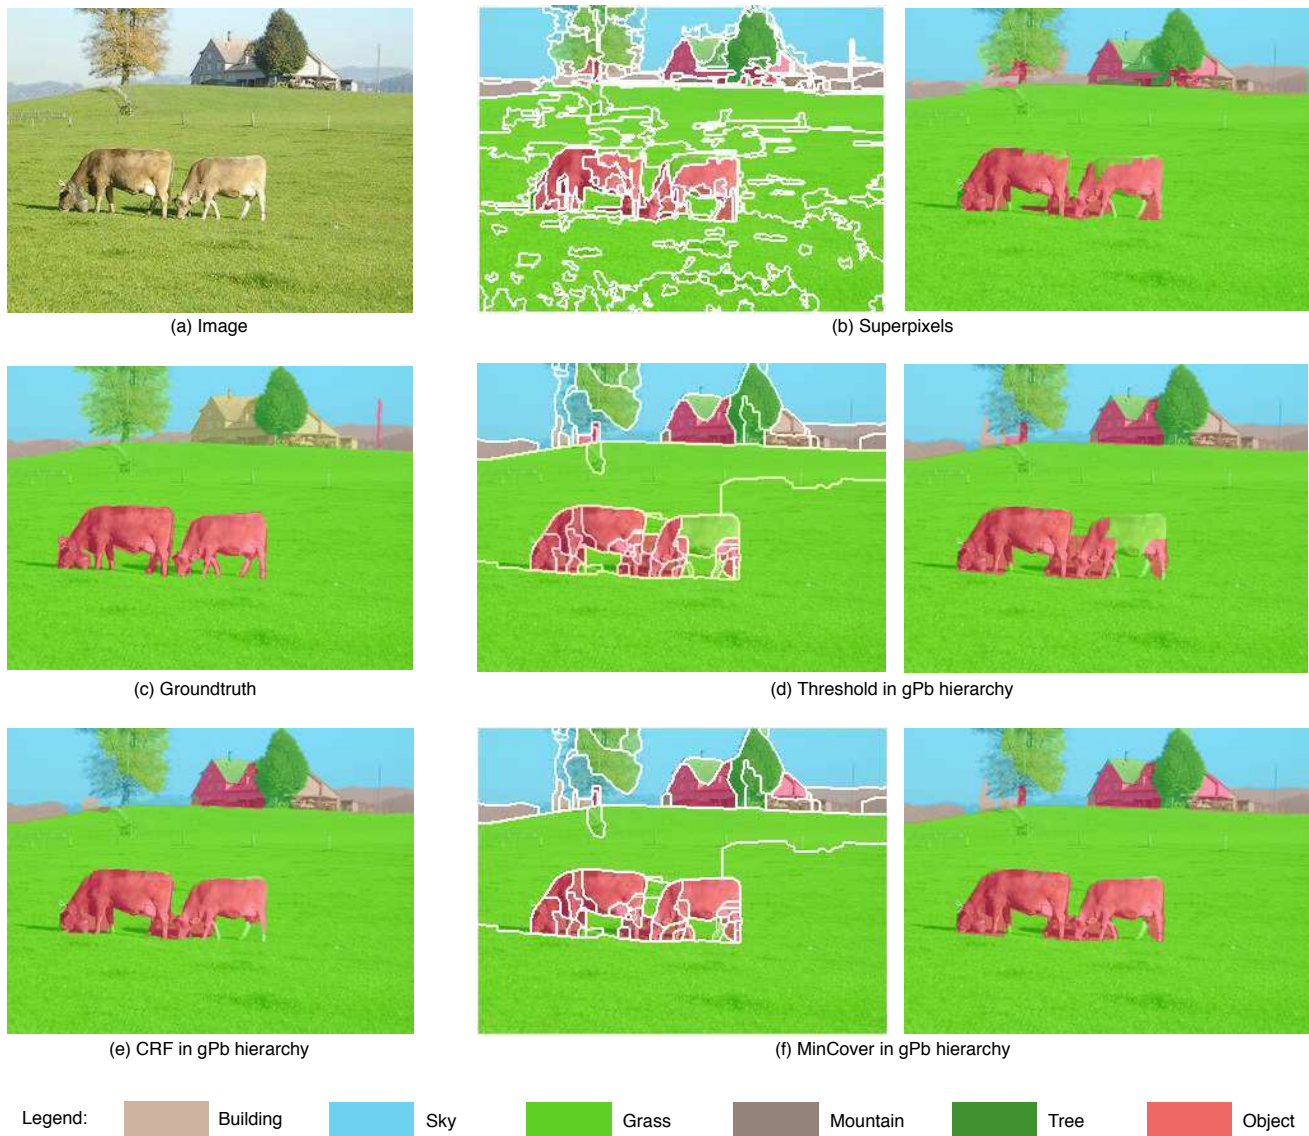 (a) Image
(b) Superpixels
(c) Groundtruth
(d) Threshold in gPb hierarchy
(e) CRF in gPb hierarchy
(f) MinCover in gPb hierarchy
Legend: Building Sky Grass Mountain Tree Object